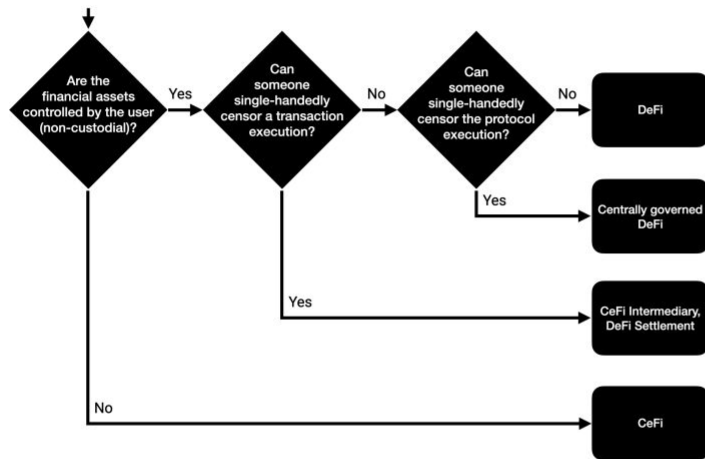 Are the
financial assets
controlled by the user
(non-custodial)?
Yes
Can
someone
single-handedly
censor a transaction
execution?
No
Can
someone
single-handedly
censor the protocol
execution?
No
DeFi
Yes
Centrally governed
DeFi
Yes
CeFi Intermediary,
DeFi Settlement
No
CeFi